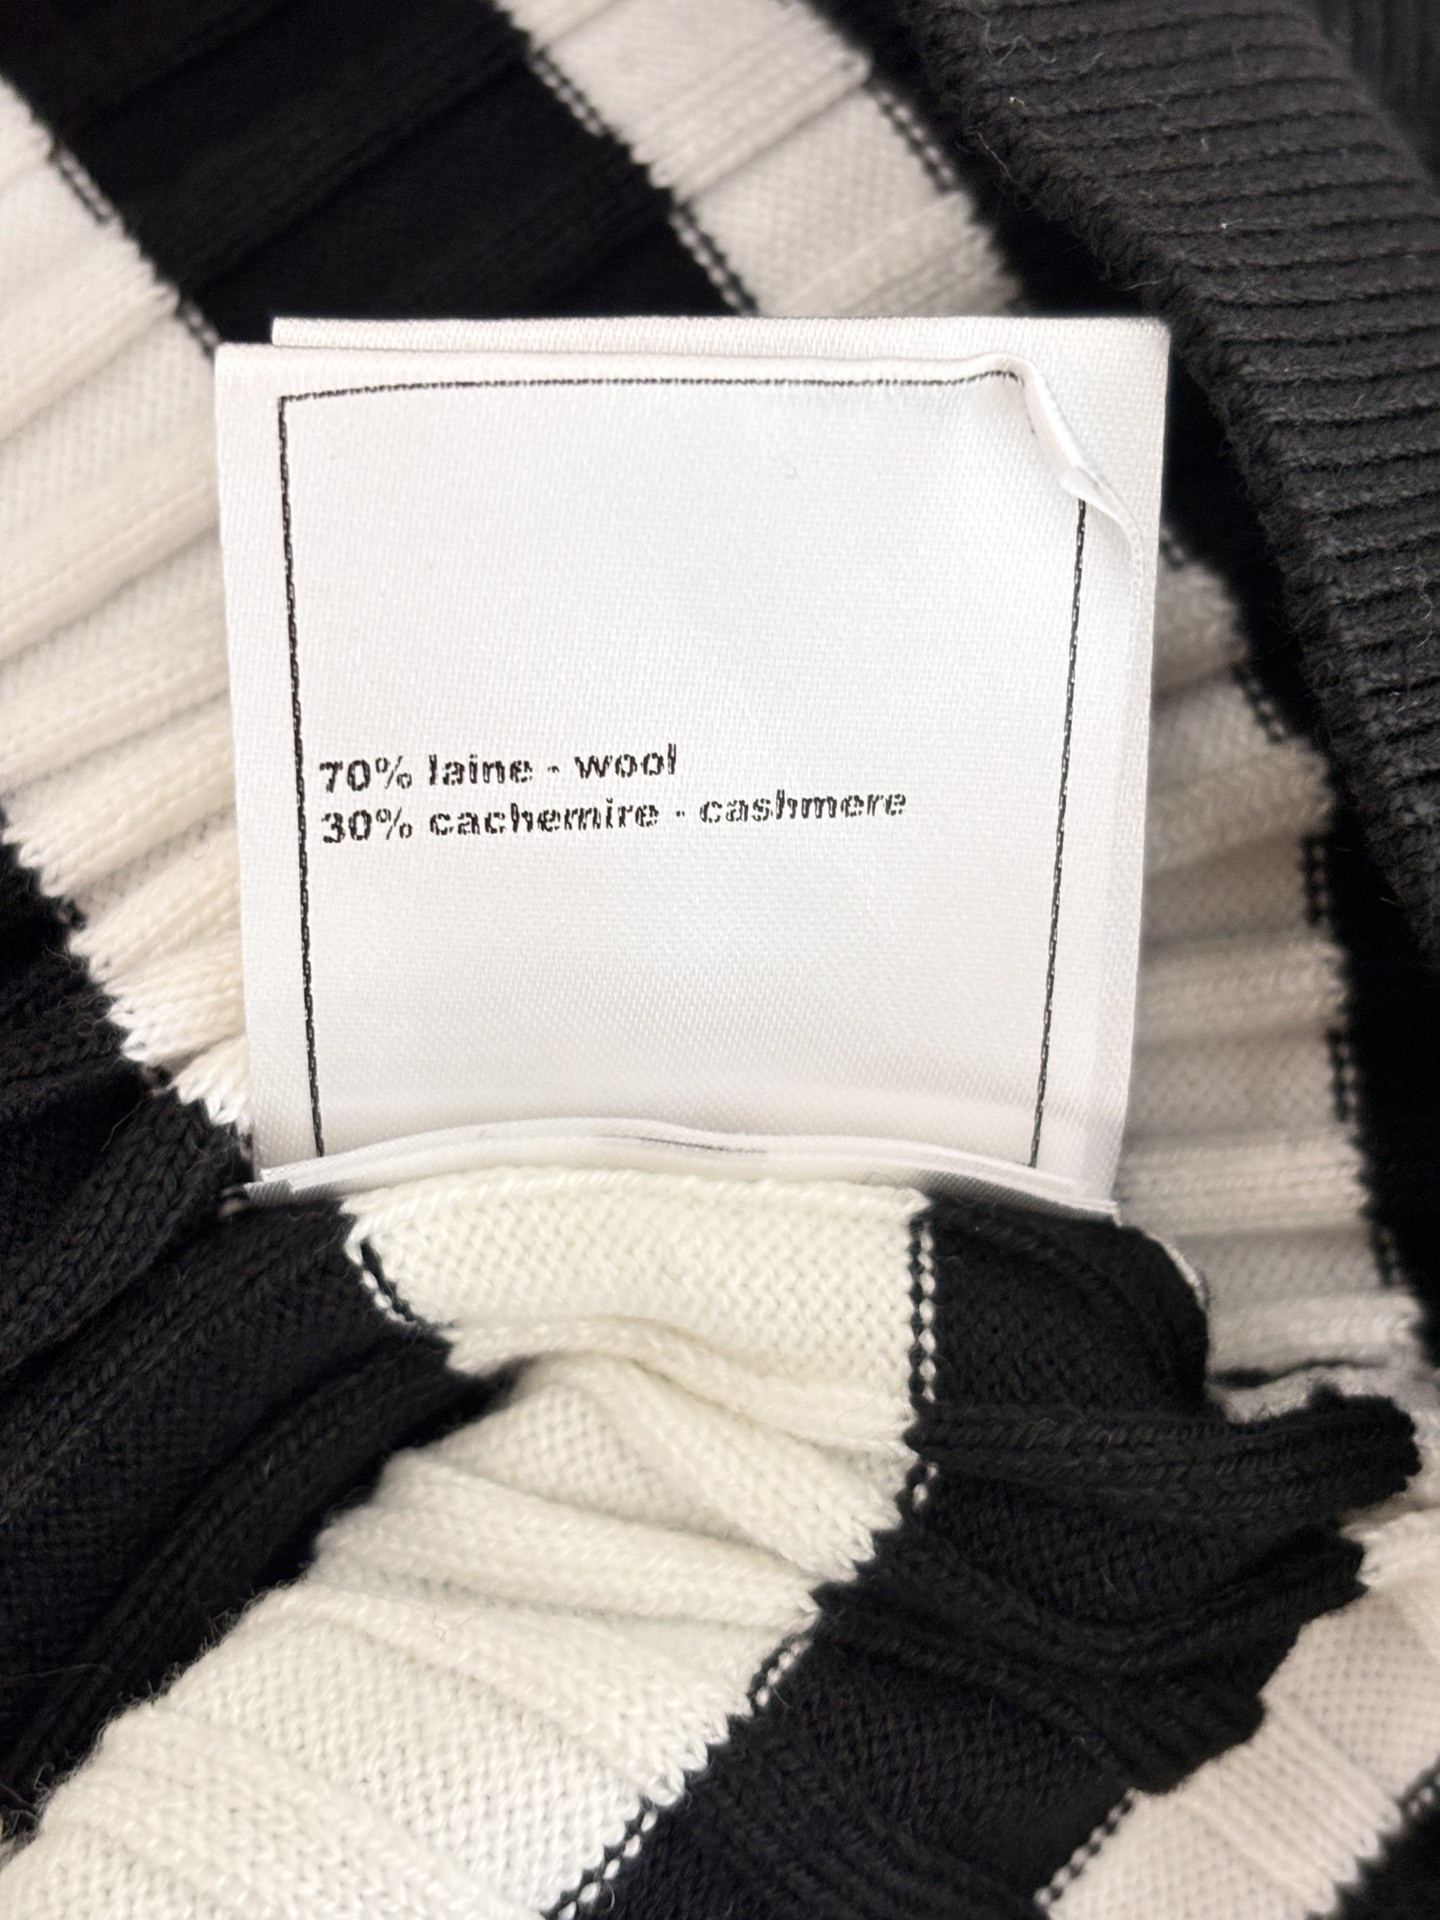 70% laine - wool
30% cachemire - cashmere